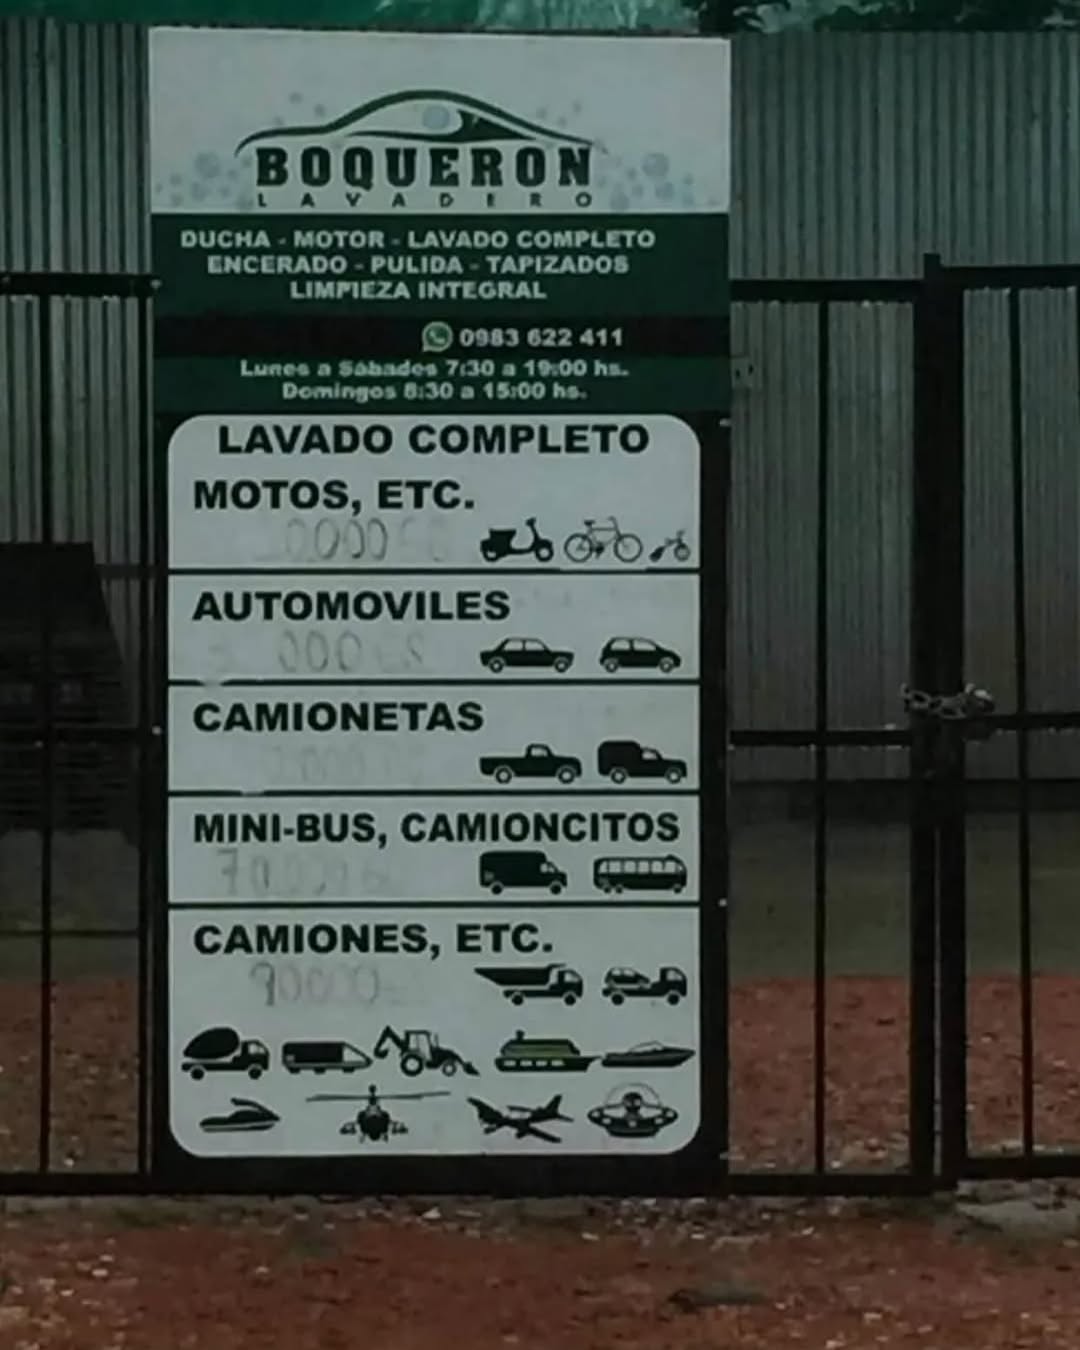 BOQUERON
LAVADERO
DUCHA - MOTOR - LAVADO COMPLETO
ENCERADO - PULIDA - TAPIZADOS
LIMPIEZA INTEGRAL
0983 622 411
Lunes a Sábados 7:30 a 19:00 hs.
Domingos 8:30 a 15:00 hs.
LAVADO COMPLETO
MOTOS, ETC.
AUTOMOVILES
CAMIONETAS
MINI-BUS, CAMIONCITOS
CAMIONES, ETC.
90000